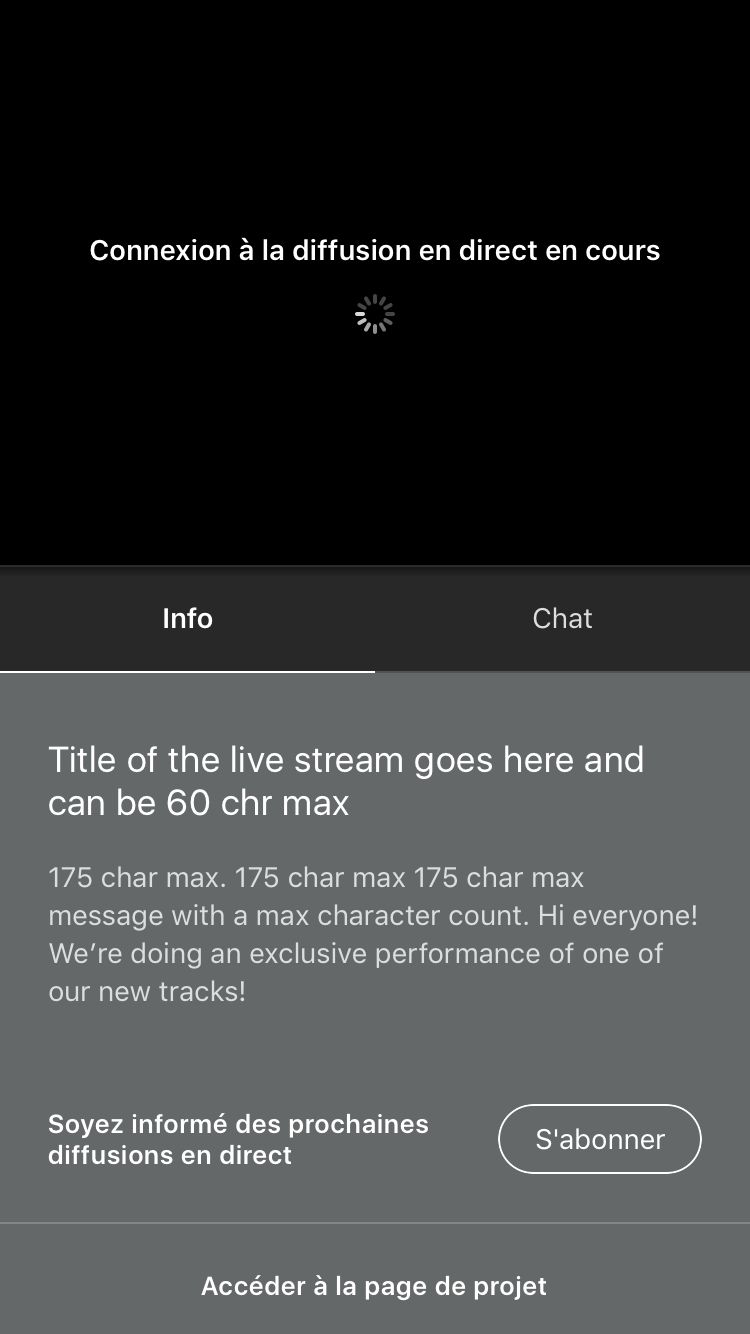 Connexion à la diffusion en direct en cours
Info
Chat
Title of the live stream goes here and
can be 60 chr max
175 char max. 175 char max 175 char max
message with a max character count. Hi everyone!
We’re doing an exclusive performance of one of
our new tracks!
Soyez informé des prochaines
diffusions en direct
S'abonner
Accéder à la page de projet